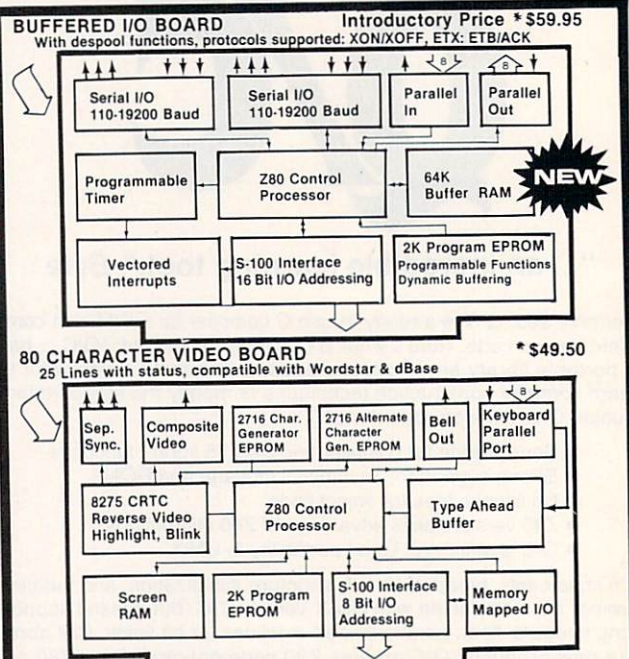 BUFFERED I/O BOARD
Introductory Price * $59.95
With despool functions, protocols supported: XON/XOFF, ETX: ETB/ACK
8
8
Serial I/O
110-19200 Baud
Serial I/O
110-19200 Baud
Parallel
In
Parallel
Out
Programmable
Timer
Z80 Control
Processor
64K
Buffer RAM
NEW
Vectored
Interrupts
S-100 Interface
16 Bit I/O Addressing
2K Program EPROM
Programmable Functions
Dynamic Buffering
80 CHARACTER VIDEO BOARD
* $49.50
25 Lines with status, compatible with Wordstar & dBase
8
Sep.
Sync.
Composite
Video
2716 Char.
Generator
EPROM
2716 Alternate
Character
Gen. EPROM
Bell
Out
Keyboard
Parallel
Port
8275 CRTC
Reverse Video
Highlight, Blink
Z80 Control
Processor
Type Ahead
Buffer
Screen
RAM
2K Program
EPROM
S-100 Interface
8 Bit I/O
Addressing
Memory
Mapped I/O